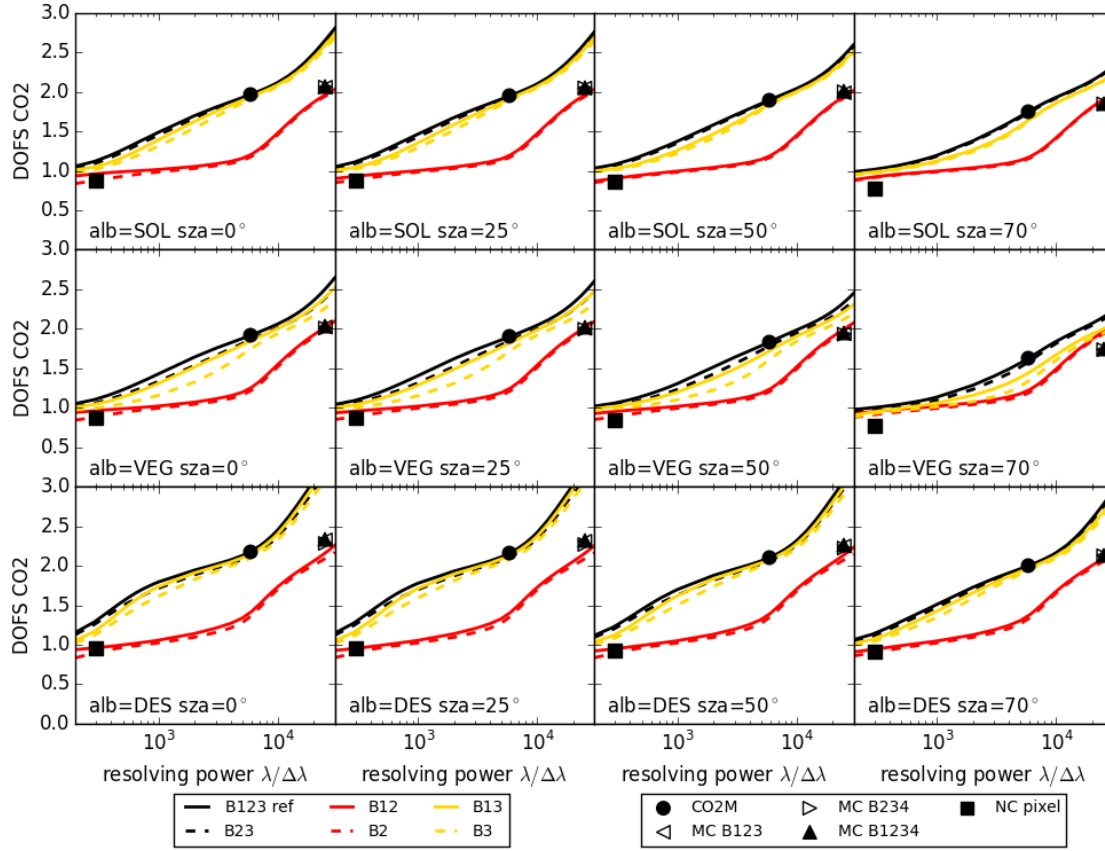 3.0
2.5
2.0
1.5
1.0
0.5
DOFS CO2
alb=SOL sza=0°
alb=SOL sza=25°
alb=SOL sza=50°
alb=SOL sza=70°
3.0
2.5
2.0
1.5
1.0
0.5
DOFS CO2
alb=VEG sza=0°
alb=VEG sza=25°
alb=VEG sza=50°
alb=VEG sza=70°
3.0
2.5
2.0
1.5
1.0
0.5
0.0
DOFS CO2
alb=DES sza=0°
alb=DES sza=25°
alb=DES sza=50°
alb=DES sza=70°
10³ 10⁴ 10³ 10⁴ 10³ 10⁴ 10³ 10⁴
resolving power λ/Δλ resolving power λ/Δλ resolving power λ/Δλ resolving power λ/Δλ
B123 ref B12 B13
B23 B2 B3
CO2M MC B234 NC pixel
MC B123 MC B1234